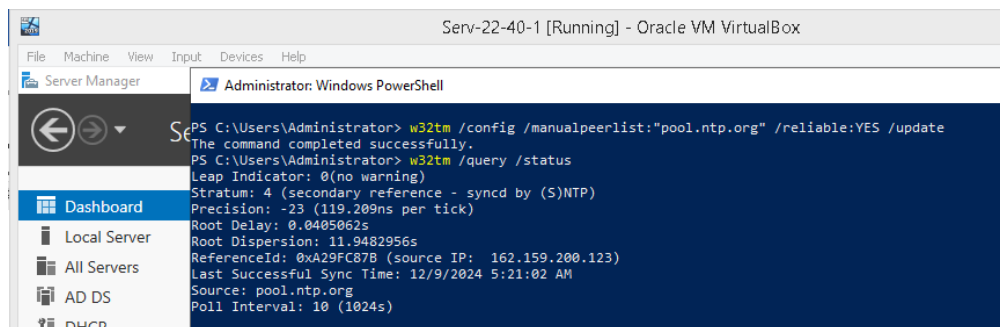 Serv-22-40-1 [Running] - Oracle VM VirtualBox
File Machine View Input Devices Help
Server Manager
Administrator: Windows PowerShell
Se
PS C:\Users\Administrator> w32tm /config /manualpeerlist:"pool.ntp.org" /reliable:YES /update
The command completed successfully.
PS C:\Users\Administrator> w32tm /query /status
Leap Indicator: 0(no warning)
Stratum: 4 (secondary reference - syncd by (S)NTP)
Precision: -23 (119.209ns per tick)
Root Delay: 0.0405062s
Root Dispersion: 11.9482956s
ReferenceId: 0xA29FC87B (source IP:  162.159.200.123)
Last Successful Sync Time: 12/9/2024 5:21:02 AM
Source: pool.ntp.org
Poll Interval: 10 (1024s)
Dashboard
Local Server
All Servers
AD DS
DHCP